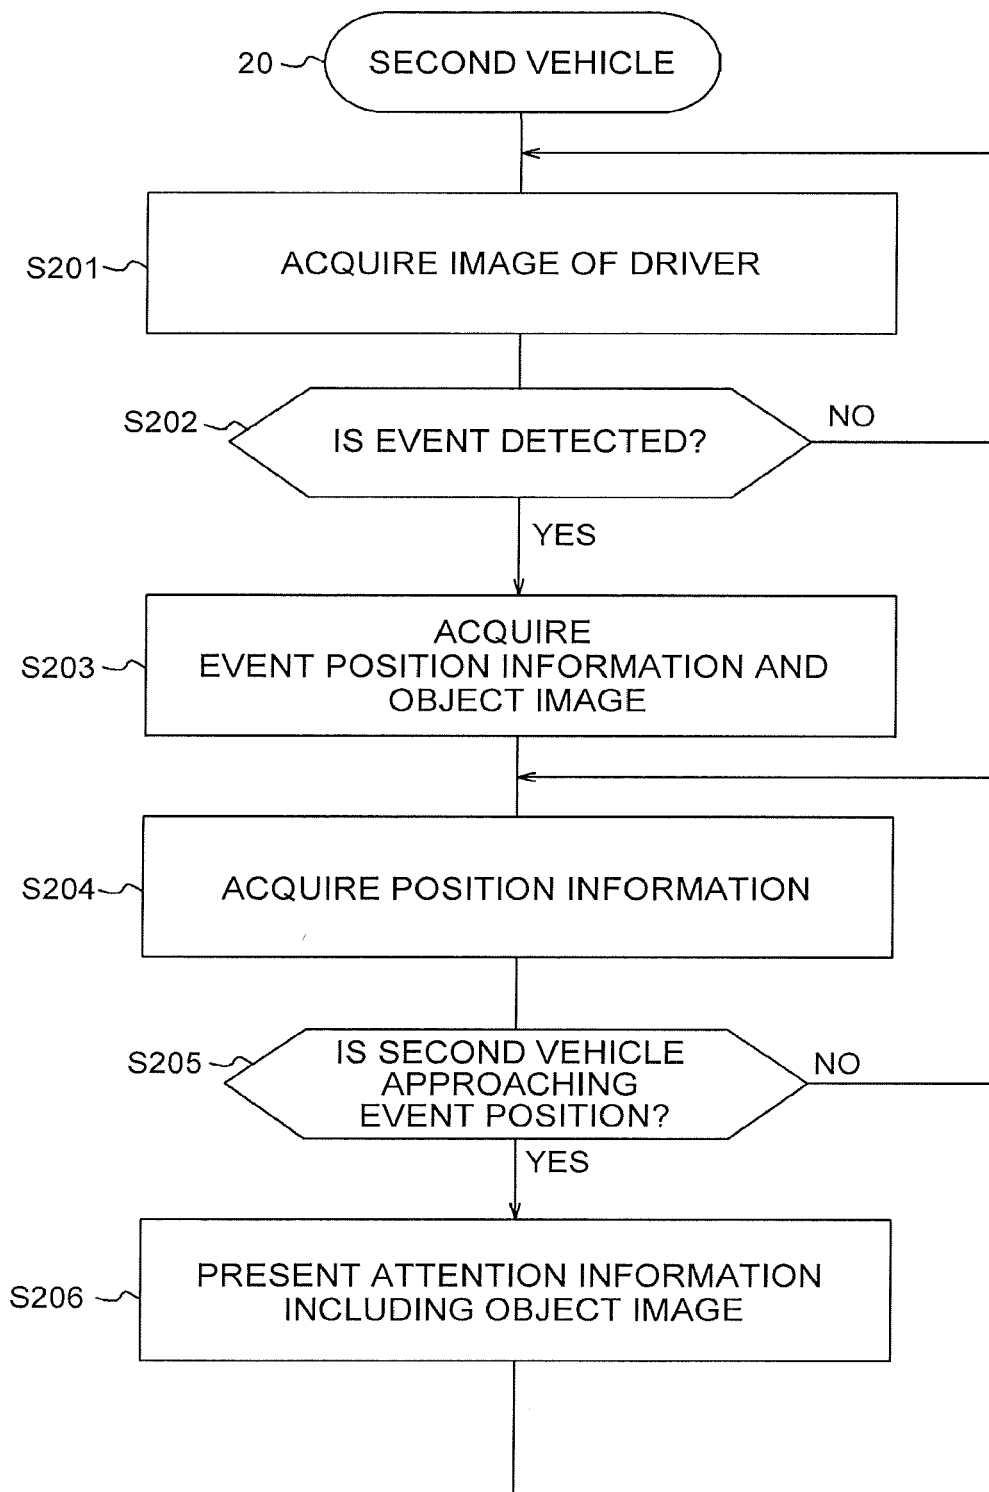 20
SECOND VEHICLE
S201
ACQUIRE IMAGE OF DRIVER
S202
IS EVENT DETECTED?
NO
YES
S203
ACQUIRE
EVENT POSITION INFORMATION AND
OBJECT IMAGE
S204
ACQUIRE POSITION INFORMATION
S205
IS SECOND VEHICLE
APPROACHING
EVENT POSITION?
NO
YES
S206
PRESENT ATTENTION INFORMATION
INCLUDING OBJECT IMAGE